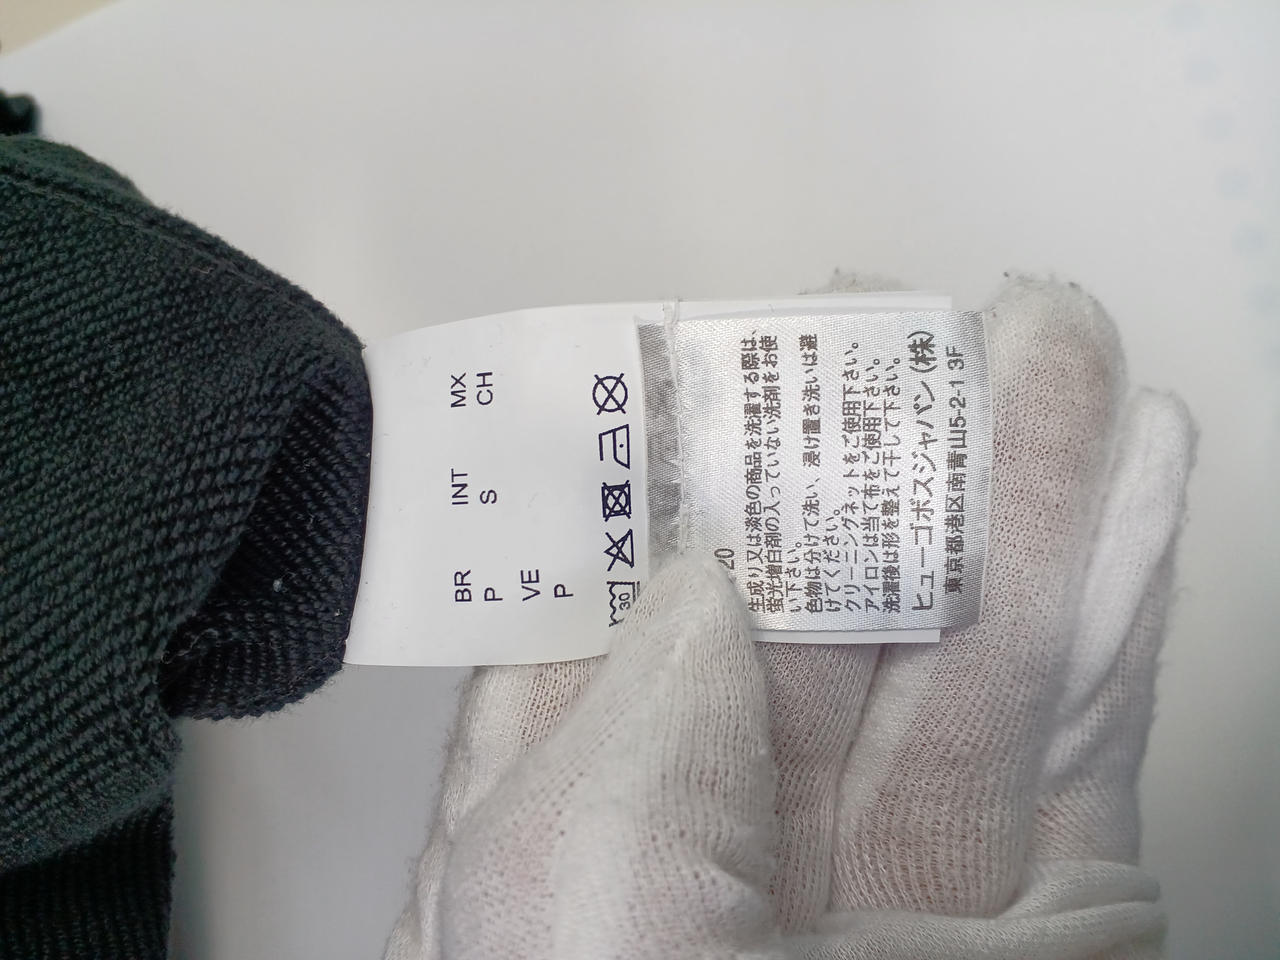 BR INT MX
P S CH
VE
P
30
20
生成り又は淡色の商品を洗濯する際は、
蛍光増白剤の入っていない洗剤をお使
い下さい。
色物は分けて洗い、浸け置き洗いは避
けてください。
クリーニングネットをご使用下さい。
アイロンは当て布をご使用下さい。
洗濯後は形を整えて干して下さい。
ヒューゴボスジャパン(株)
東京都港区南青山5-2-1 3F